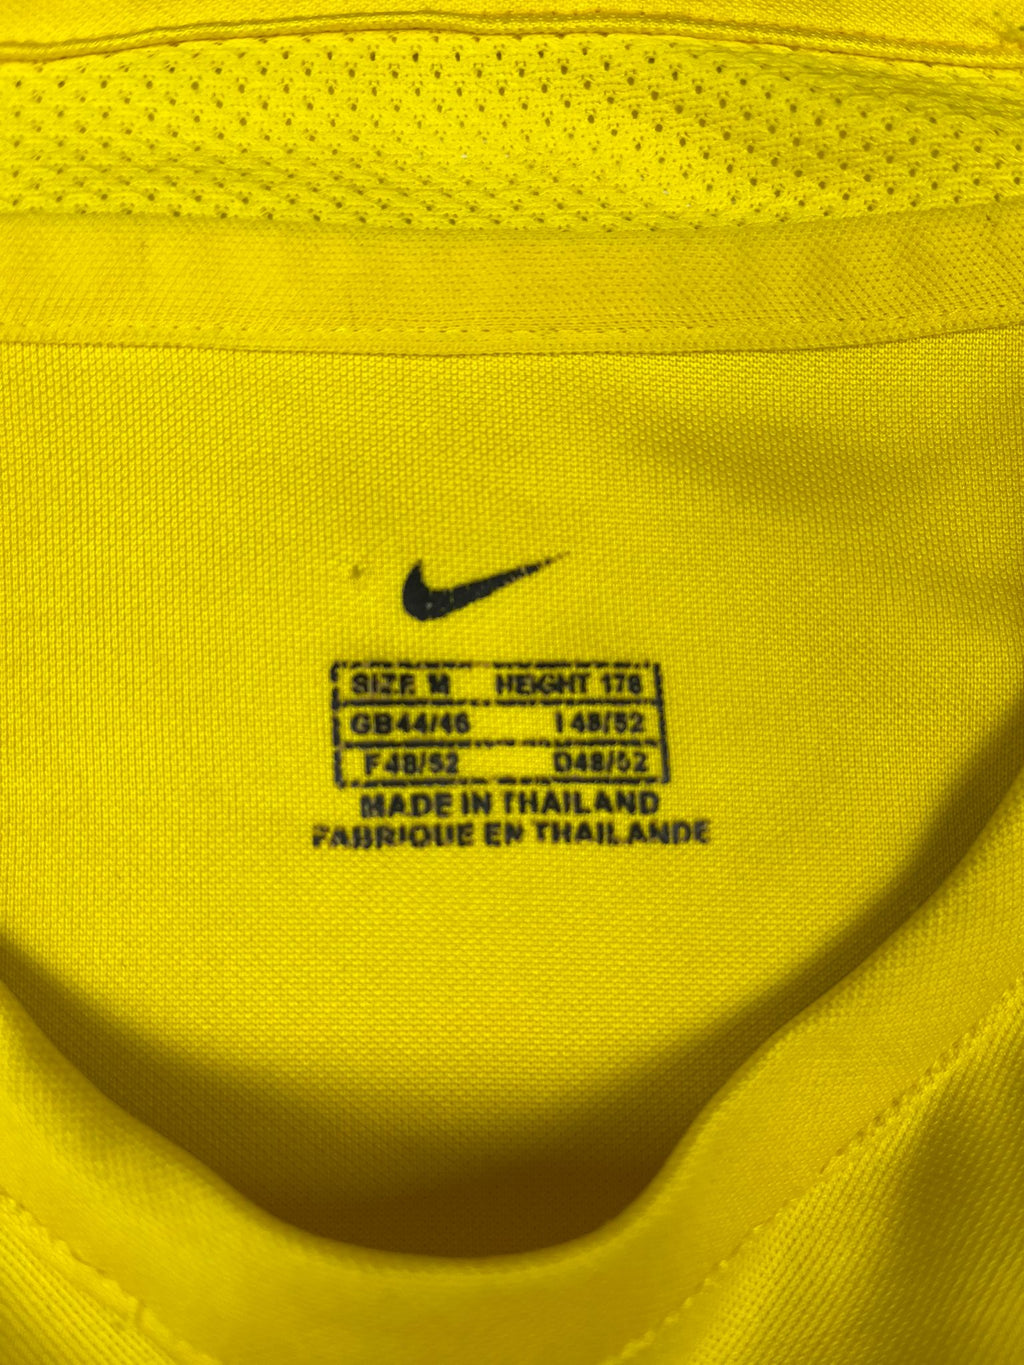 SIZE M HEIGHT 178
GB44/46 I 48/52
F48/52 D48/52
MADE IN THAILAND
FABRIQUE EN THAILANDE